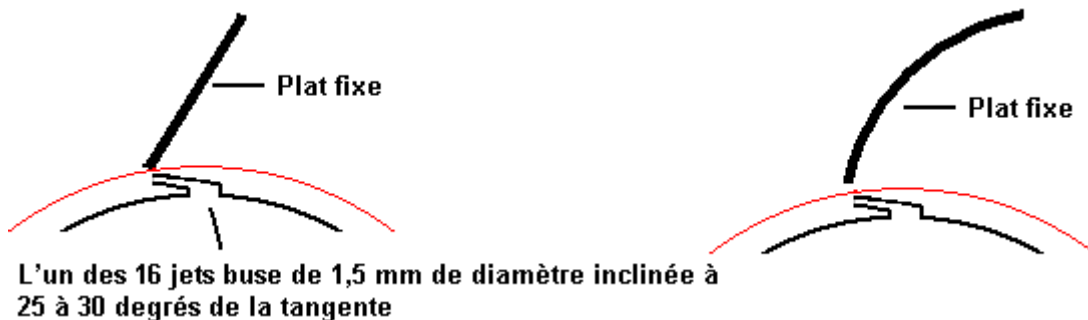 Plat fixe
Plat fixe
L'un des 16 jets buse de 1,5 mm de diamètre inclinée à
25 à 30 degrés de la tangente